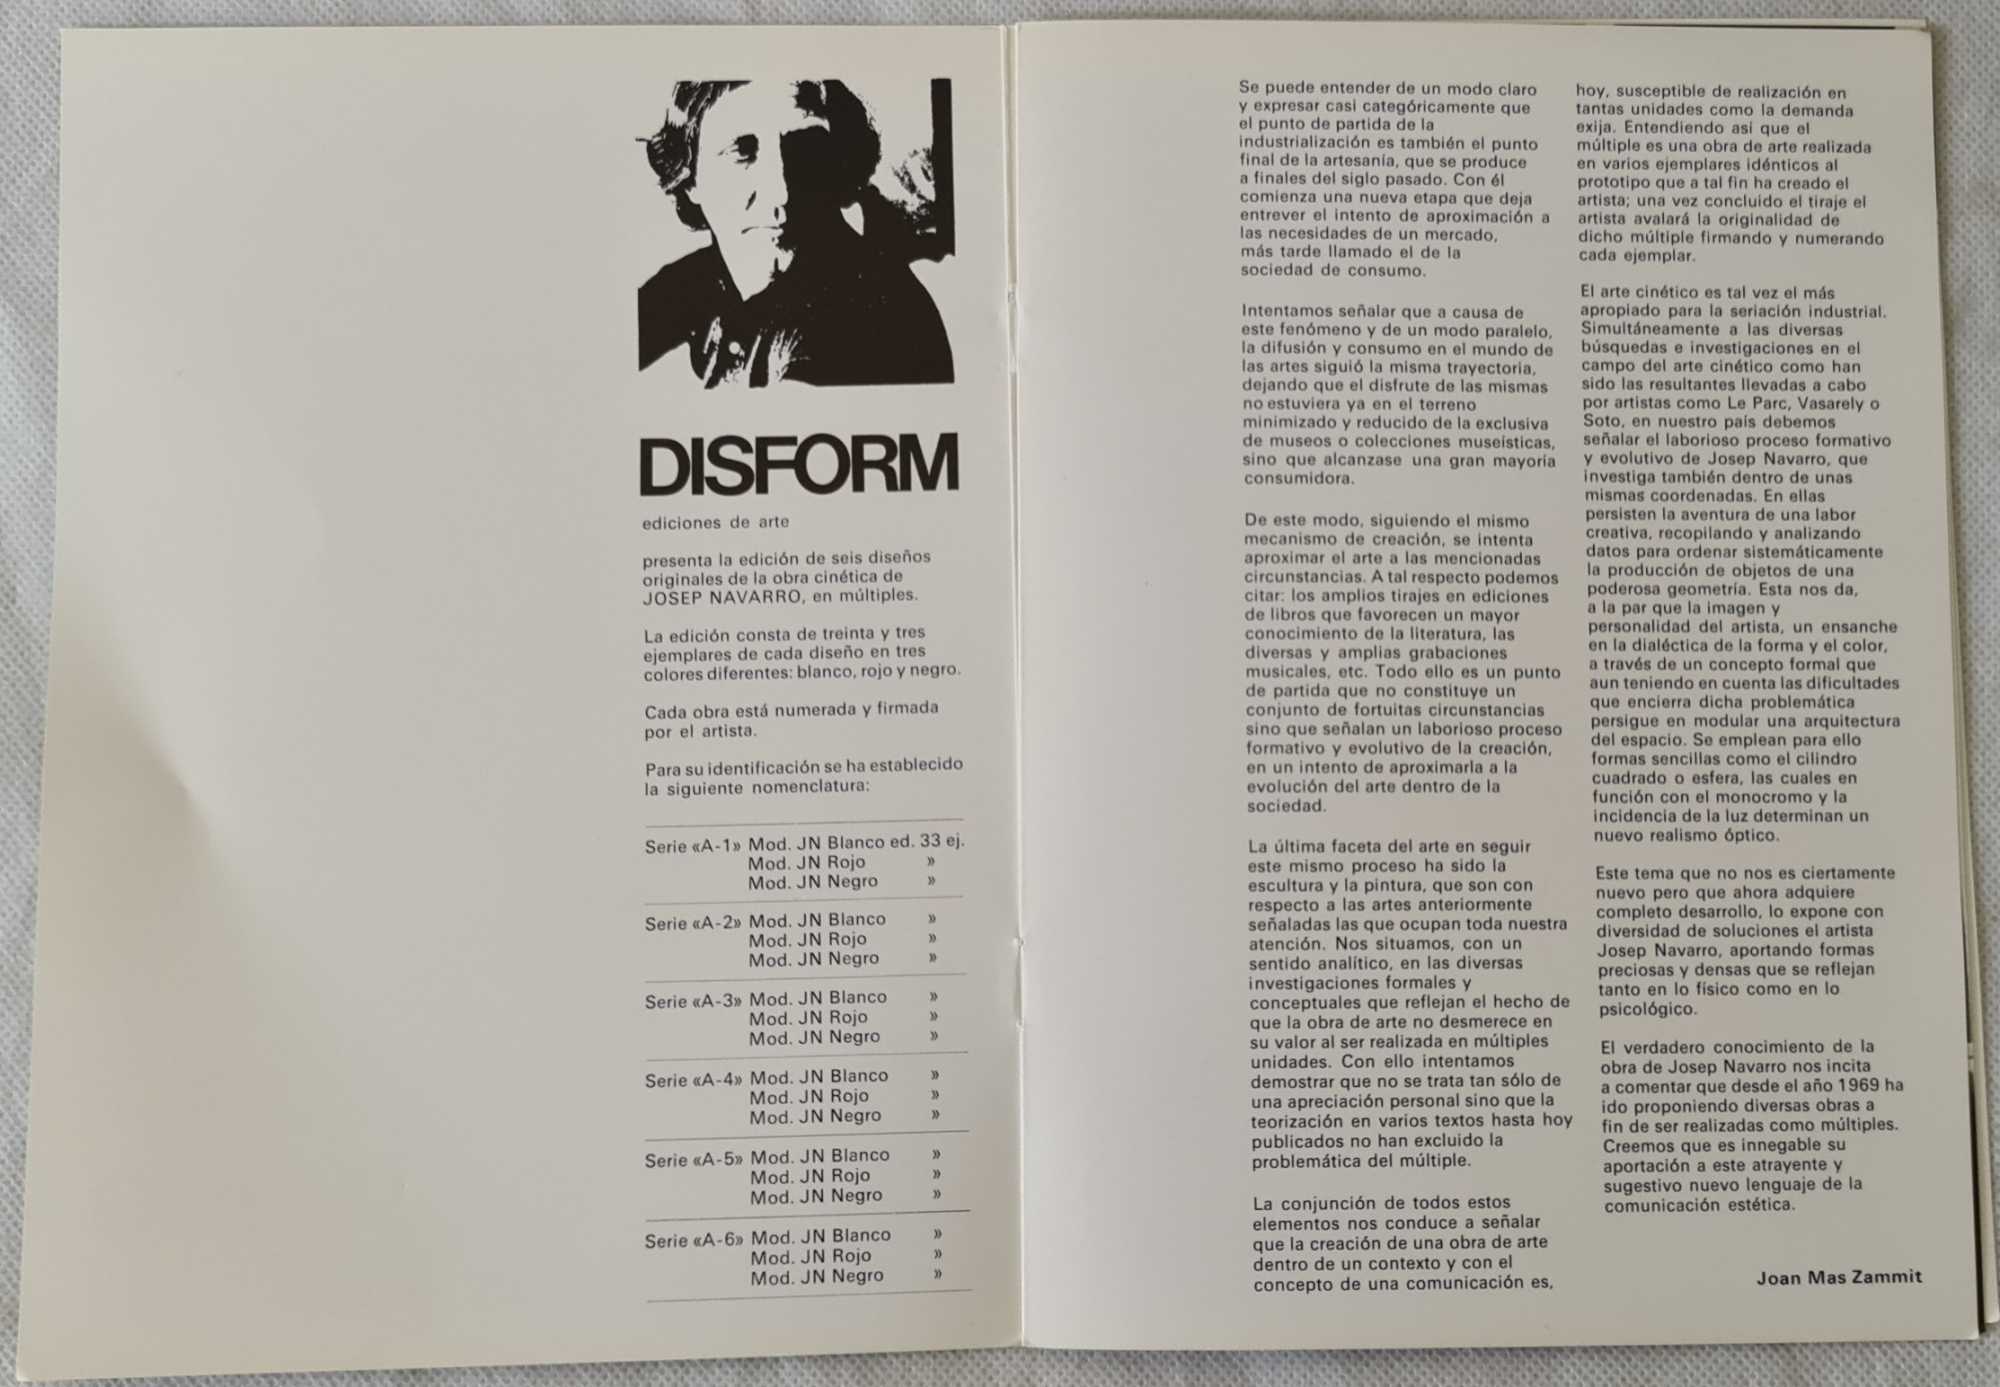 DISFORM
ediciones de arte
presenta la edición de seis diseños
originales de la obra cinética de
JOSEP NAVARRO, en múltiples.
La edición consta de treinta y tres
ejemplares de cada diseño en tres
colores diferentes: blanco, rojo y negro.
Cada obra está numerada y firmada
por el artista.
Para su identificación se ha establecido
la siguiente nomenclatura:
Serie «A-1» Mod. JN Blanco ed. 33 ej.
Mod. JN Rojo »
Mod. JN Negro »
Serie «A-2» Mod. JN Blanco »
Mod. JN Rojo »
Mod. JN Negro »
Serie «A-3» Mod. JN Blanco »
Mod. JN Rojo »
Mod. JN Negro »
Serie «A-4» Mod. JN Blanco »
Mod. JN Rojo »
Mod. JN Negro »
Serie «A-5» Mod. JN Blanco »
Mod. JN Rojo »
Mod. JN Negro »
Serie «A-6» Mod. JN Blanco »
Mod. JN Rojo »
Mod. JN Negro »
Se puede entender de un modo claro
y expresar casi categóricamente que
el punto de partida de la
industrialización es también el punto
final de la artesanía, que se produce
a finales del siglo pasado. Con él
comienza una nueva etapa que deja
entrever el intento de aproximación a
las necesidades de un mercado,
más tarde llamado el de la
sociedad de consumo.
Intentamos señalar que a causa de
este fenómeno y de un modo paralelo,
la difusión y consumo en el mundo de
las artes siguió la misma trayectoria,
dejando que el disfrute de las mismas
no estuviera ya en el terreno
minimizado y reducido de la exclusiva
de museos o colecciones museísticas,
sino que alcanzase una gran mayoría
consumidora.
De este modo, siguiendo el mismo
mecanismo de creación, se intenta
aproximar el arte a las mencionadas
circunstancias. A tal respecto podemos
citar: los amplios tirajes en ediciones
de libros que favorecen un mayor
conocimiento de la literatura, las
diversas y amplias grabaciones
musicales, etc. Todo ello es un punto
de partida que no constituye un
conjunto de fortuitas circunstancias
sino que señalan un laborioso proceso
formativo y evolutivo de la creación,
en un intento de aproximarla a la
evolución del arte dentro de la
sociedad.
La última faceta del arte en seguir
este mismo proceso ha sido la
escultura y la pintura, que son con
respecto a las artes anteriormente
señaladas las que ocupan toda nuestra
atención. Nos situamos, con un
sentido analítico, en las diversas
investigaciones formales y
conceptuales que reflejan el hecho de
que la obra de arte no desmerece en
su valor al ser realizada en múltiples
unidades. Con ello intentamos
demostrar que no se trata tan sólo de
una apreciación personal sino que la
teorización en varios textos hasta hoy
publicados no han excluido la
problemática del múltiple.
La conjunción de todos estos
elementos nos conduce a señalar
que la creación de una obra de arte
dentro de un contexto y con el
concepto de una comunicación es,
hoy, susceptible de realización en
tantas unidades como la demanda
exija. Entendiendo así que el
múltiple es una obra de arte realizada
en varios ejemplares idénticos al
prototipo que a tal fin ha creado el
artista; una vez concluido el tiraje el
artista avalará la originalidad de
dicho múltiple firmando y numerando
cada ejemplar.
El arte cinético es tal vez el más
apropiado para la seriación industrial.
Simultáneamente a las diversas
búsquedas e investigaciones en el
campo del arte cinético como han
sido las resultantes llevadas a cabo
por artistas como Le Parc, Vasarely o
Soto, en nuestro país debemos
señalar el laborioso proceso formativo
y evolutivo de Josep Navarro, que
investiga también dentro de unas
mismas coordenadas. En ellas
persisten la aventura de una labor
creativa, recopilando y analizando
datos para ordenar sistemáticamente
la producción de objetos de una
poderosa geometría. Esta nos da,
a la par que la imagen y
personalidad del artista, un ensanche
en la dialéctica de la forma y el color,
a través de un concepto formal que
aun teniendo en cuenta las dificultades
que encierra dicha problemática
persigue en modular una arquitectura
del espacio. Se emplean para ello
formas sencillas como el cilindro
cuadrado o esfera, las cuales en
función con el monocromo y la
incidencia de la luz determinan un
nuevo realismo óptico.
Este tema que no nos es ciertamente
nuevo pero que ahora adquiere
completo desarrollo, lo expone con
diversidad de soluciones el artista
Josep Navarro, aportando formas
preciosas y densas que se reflejan
tanto en lo físico como en lo
psicológico.
El verdadero conocimiento de la
obra de Josep Navarro nos incita
a comentar que desde el año 1969 ha
ido proponiendo diversas obras a
fin de ser realizadas como múltiples.
Creemos que es innegable su
aportación a este atrayente y
sugestivo nuevo lenguaje de la
comunicación estética.
Joan Mas Zammit